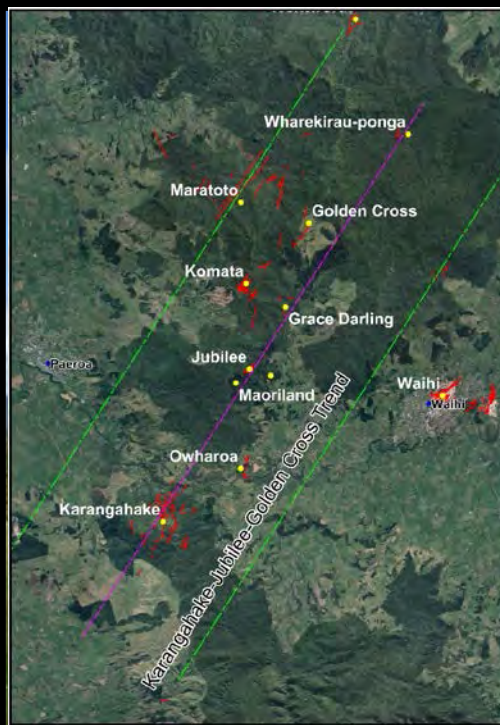 Wharekirau-ponga
Maratoto
Golden Cross
Komata
Grace Darling
Jubilee
Paeroa
Maoriland
Waihi
Waihi
Owharoa
Karangahake
Karangahake-Jubilee-Golden Cross Trend